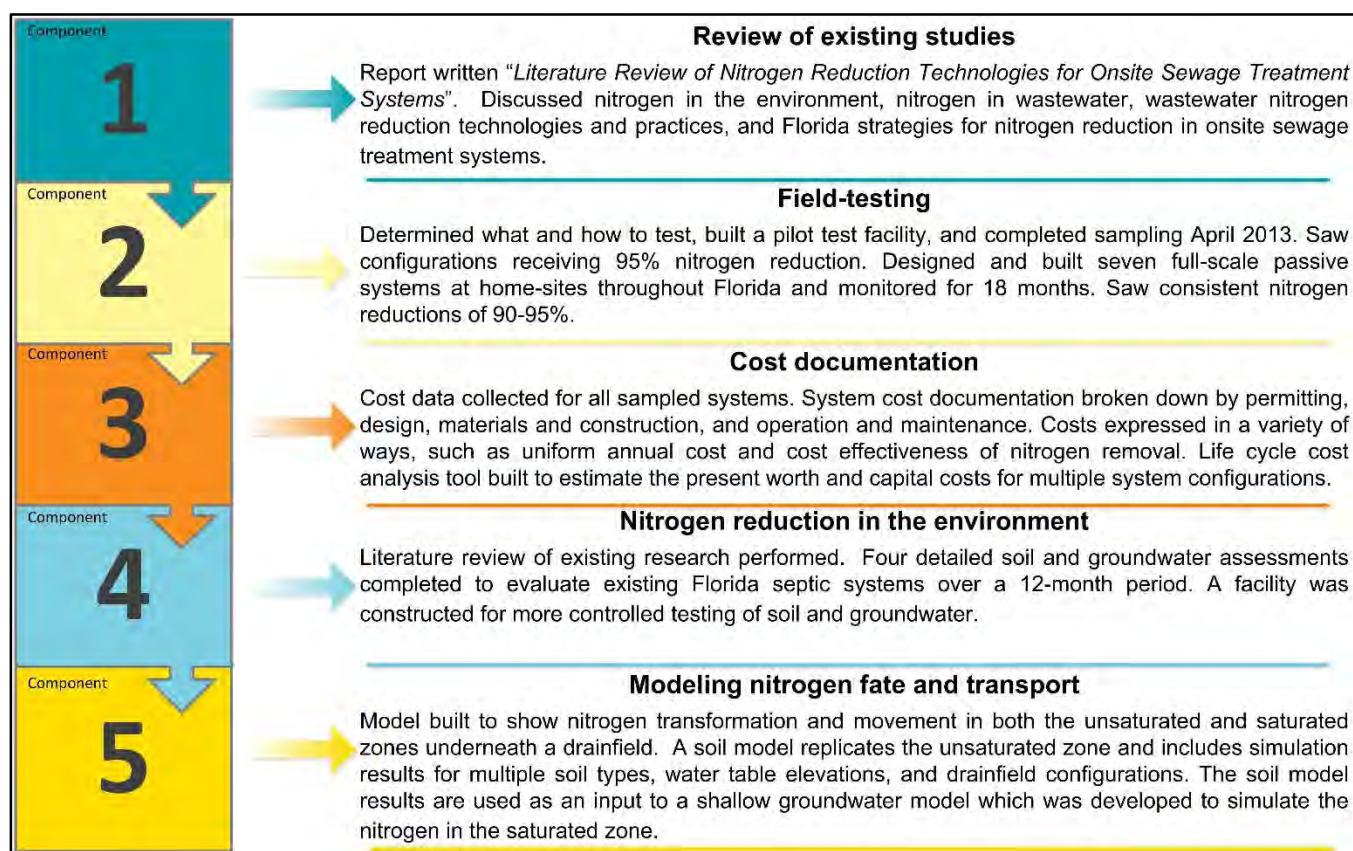 Component
1
Review of existing studies
Report written “Literature Review of Nitrogen Reduction Technologies for Onsite Sewage Treatment
Systems”. Discussed nitrogen in the environment, nitrogen in wastewater, wastewater nitrogen
reduction technologies and practices, and Florida strategies for nitrogen reduction in onsite sewage
treatment systems.
Component
2
Field-testing
Determined what and how to test, built a pilot test facility, and completed sampling April 2013. Saw
configurations receiving 95% nitrogen reduction. Designed and built seven full-scale passive
systems at home-sites throughout Florida and monitored for 18 months. Saw consistent nitrogen
reductions of 90-95%.
Component
3
Cost documentation
Cost data collected for all sampled systems. System cost documentation broken down by permitting,
design, materials and construction, and operation and maintenance. Costs expressed in a variety of
ways, such as uniform annual cost and cost effectiveness of nitrogen removal. Life cycle cost
analysis tool built to estimate the present worth and capital costs for multiple system configurations.
Component
4
Nitrogen reduction in the environment
Literature review of existing research performed. Four detailed soil and groundwater assessments
completed to evaluate existing Florida septic systems over a 12-month period. A facility was
constructed for more controlled testing of soil and groundwater.
Component
5
Modeling nitrogen fate and transport
Model built to show nitrogen transformation and movement in both the unsaturated and saturated
zones underneath a drainfield. A soil model replicates the unsaturated zone and includes simulation
results for multiple soil types, water table elevations, and drainfield configurations. The soil model
results are used as an input to a shallow groundwater model which was developed to simulate the
nitrogen in the saturated zone.